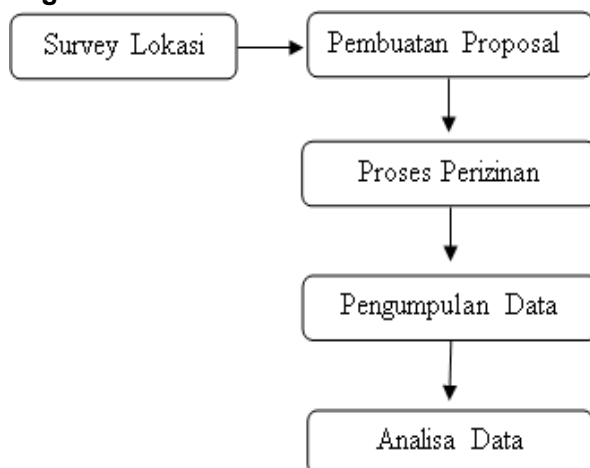 Survey Lokasi
Pembuatan Proposal
Proses Perizinan
Pengumpulan Data
Analisa Data